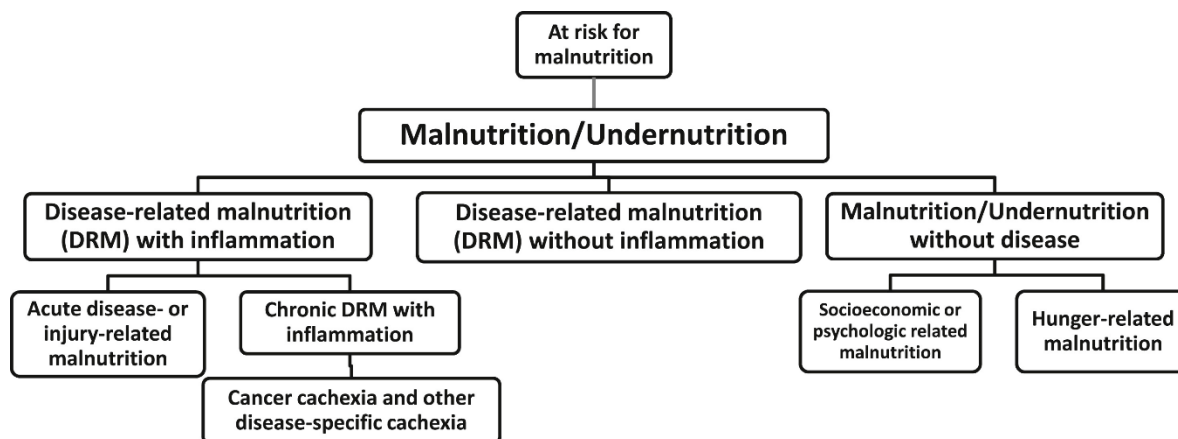 At risk for
malnutrition
Malnutrition/Undernutrition
Disease-related malnutrition
(DRM) with inflammation
Disease-related malnutrition
(DRM) without inflammation
Malnutrition/Undernutrition
without disease
Acute disease- or
injury-related
malnutrition
Chronic DRM with
inflammation
Socioeconomic or
psychologic related
malnutrition
Hunger-related
malnutrition
Cancer cachexia and other
disease-specific cachexia